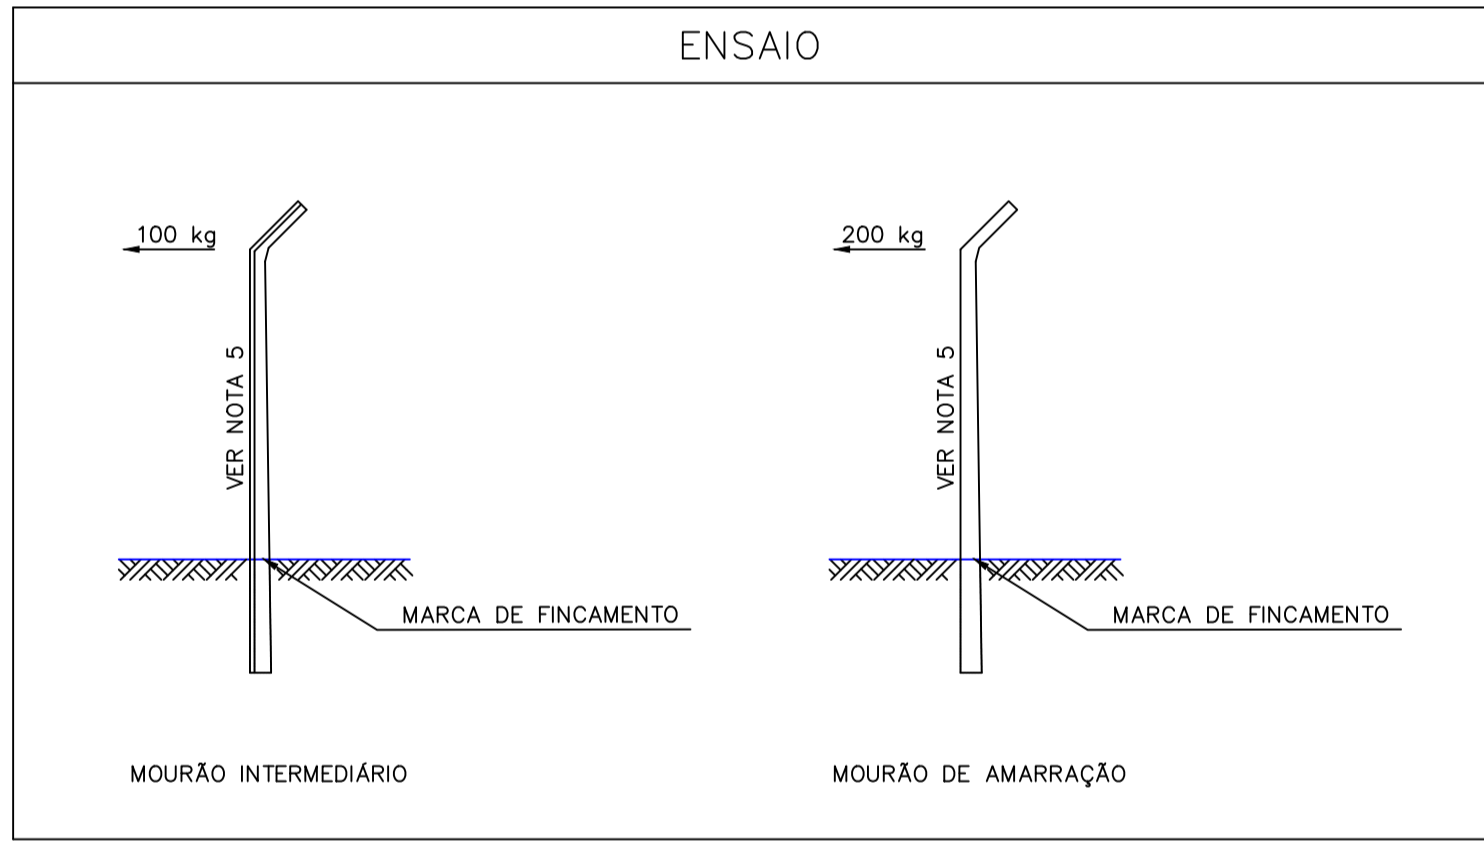 ENSAIO
100 kg
VER NOTA 5
MARCA DE FINCAMENTO
MOURÃO INTERMEDIÁRIO
200 kg
VER NOTA 5
MARCA DE FINCAMENTO
MOURÃO DE AMARRAÇÃO